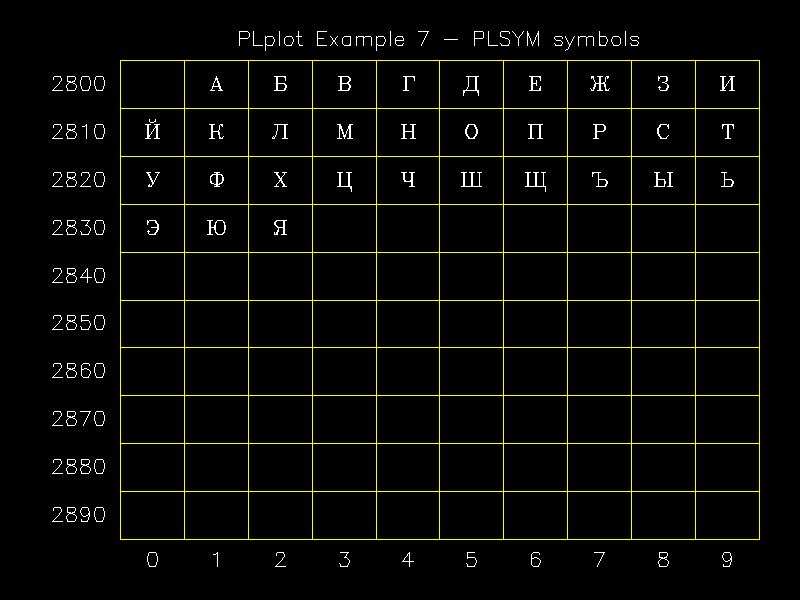 PLplot Example 7 – PLSYM symbols
2800 А Б В Г Д Е Ж З И
2810 Й К Л М Н О П Р С Т
2820 У Ф Х Ц Ч Ш Щ Ъ Ы Ь
2830 Э Ю Я
2840
2850
2860
2870
2880
2890
0 1 2 3 4 5 6 7 8 9